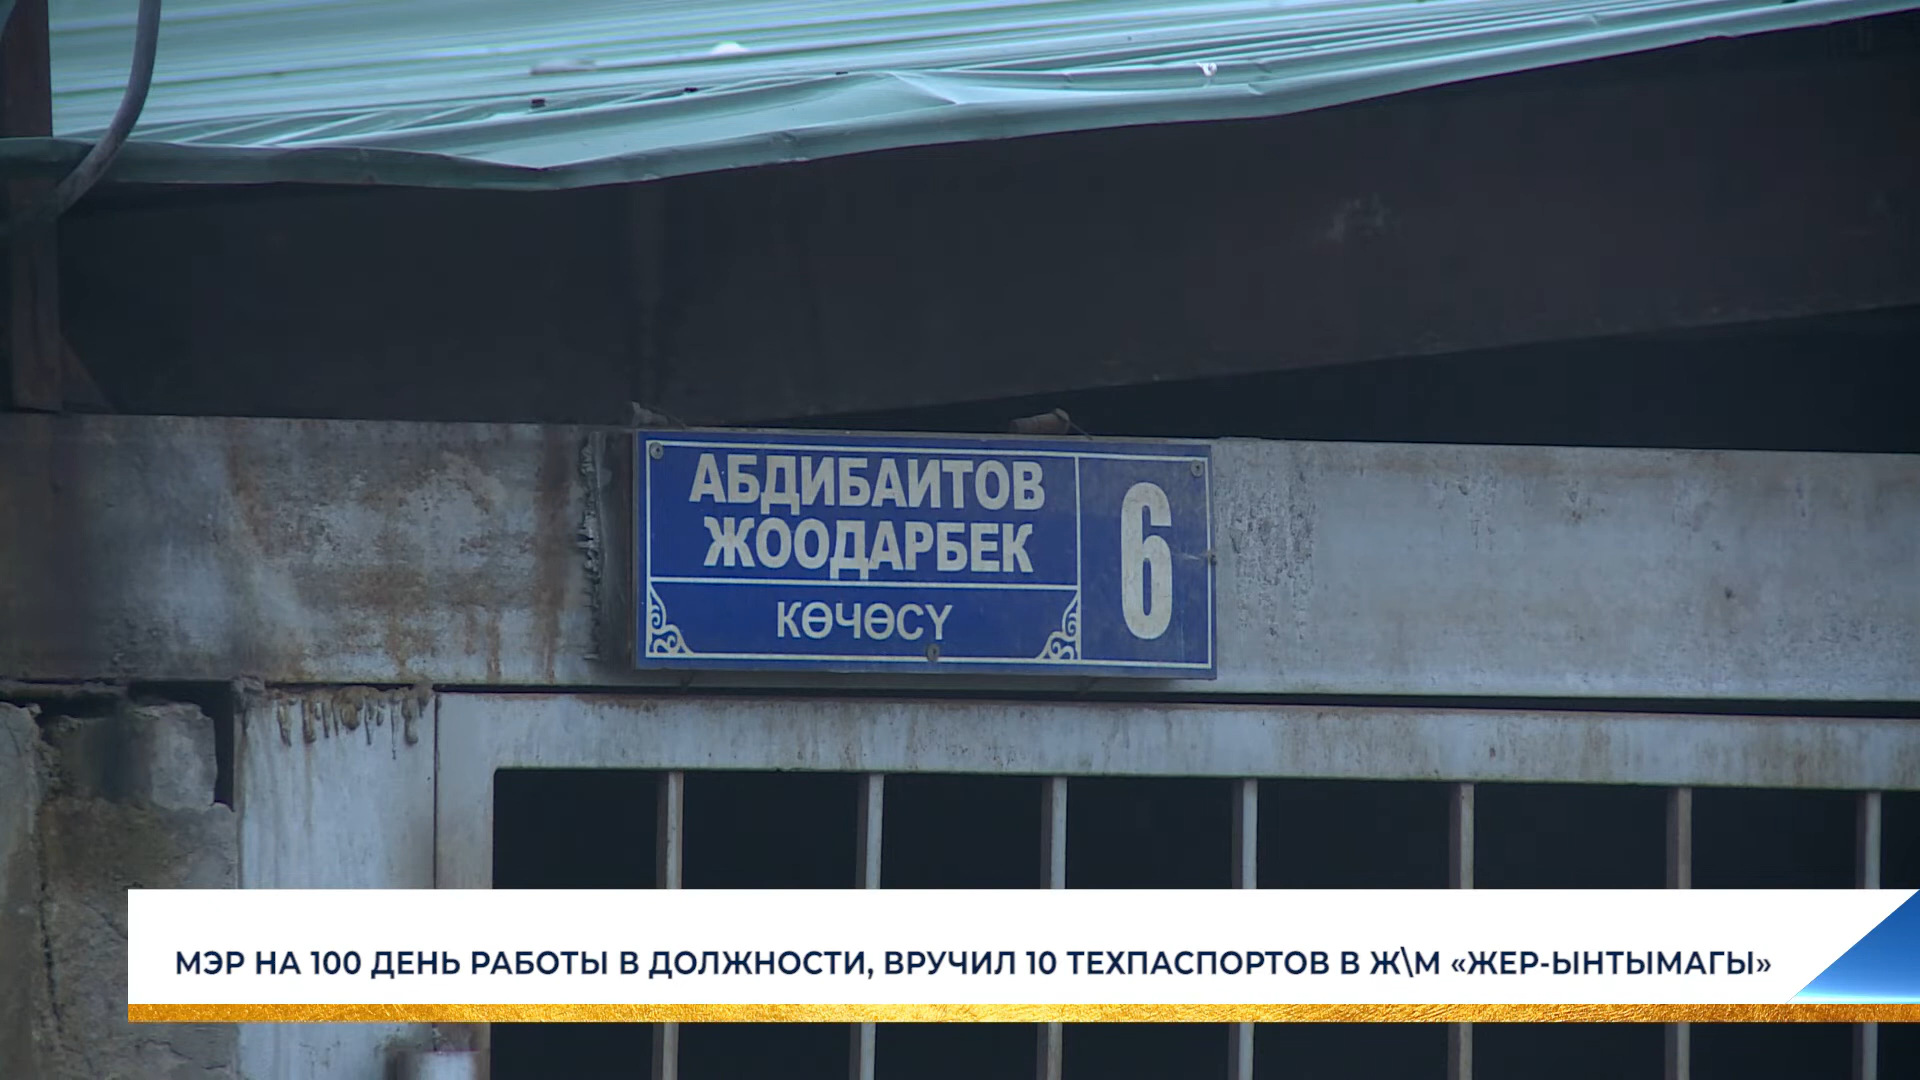 АБДИБАИТОВ
ЖООДАРБЕК
КӨЧӨСҮ
6
МЭР НА 100 ДЕНЬ РАБОТЫ В ДОЛЖНОСТИ, ВРУЧИЛ 10 ТЕХПАСПОРТОВ В Ж\М «ЖЕР-ЫНТЫМАГЫ»